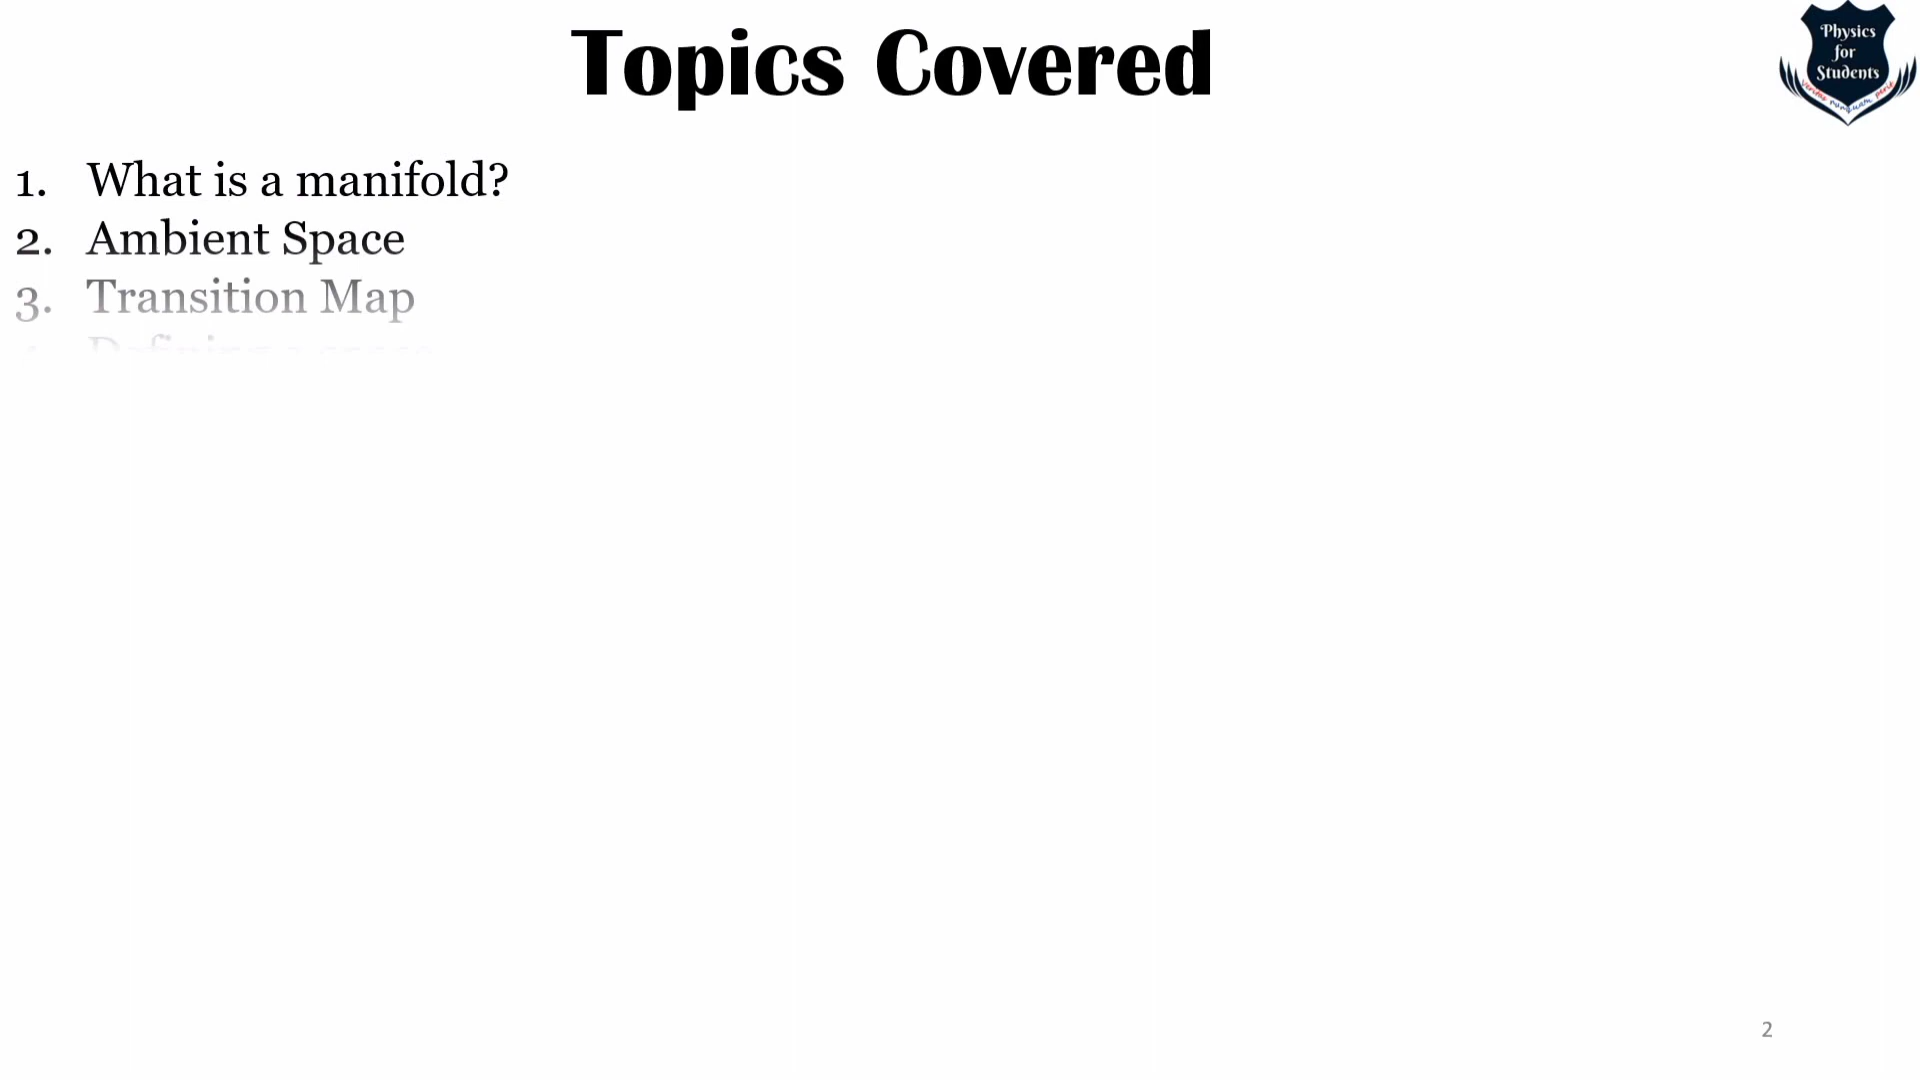 Topics Covered
Physics
for
Students
1. What is a manifold?
2. Ambient Space
3. Transition Map
2